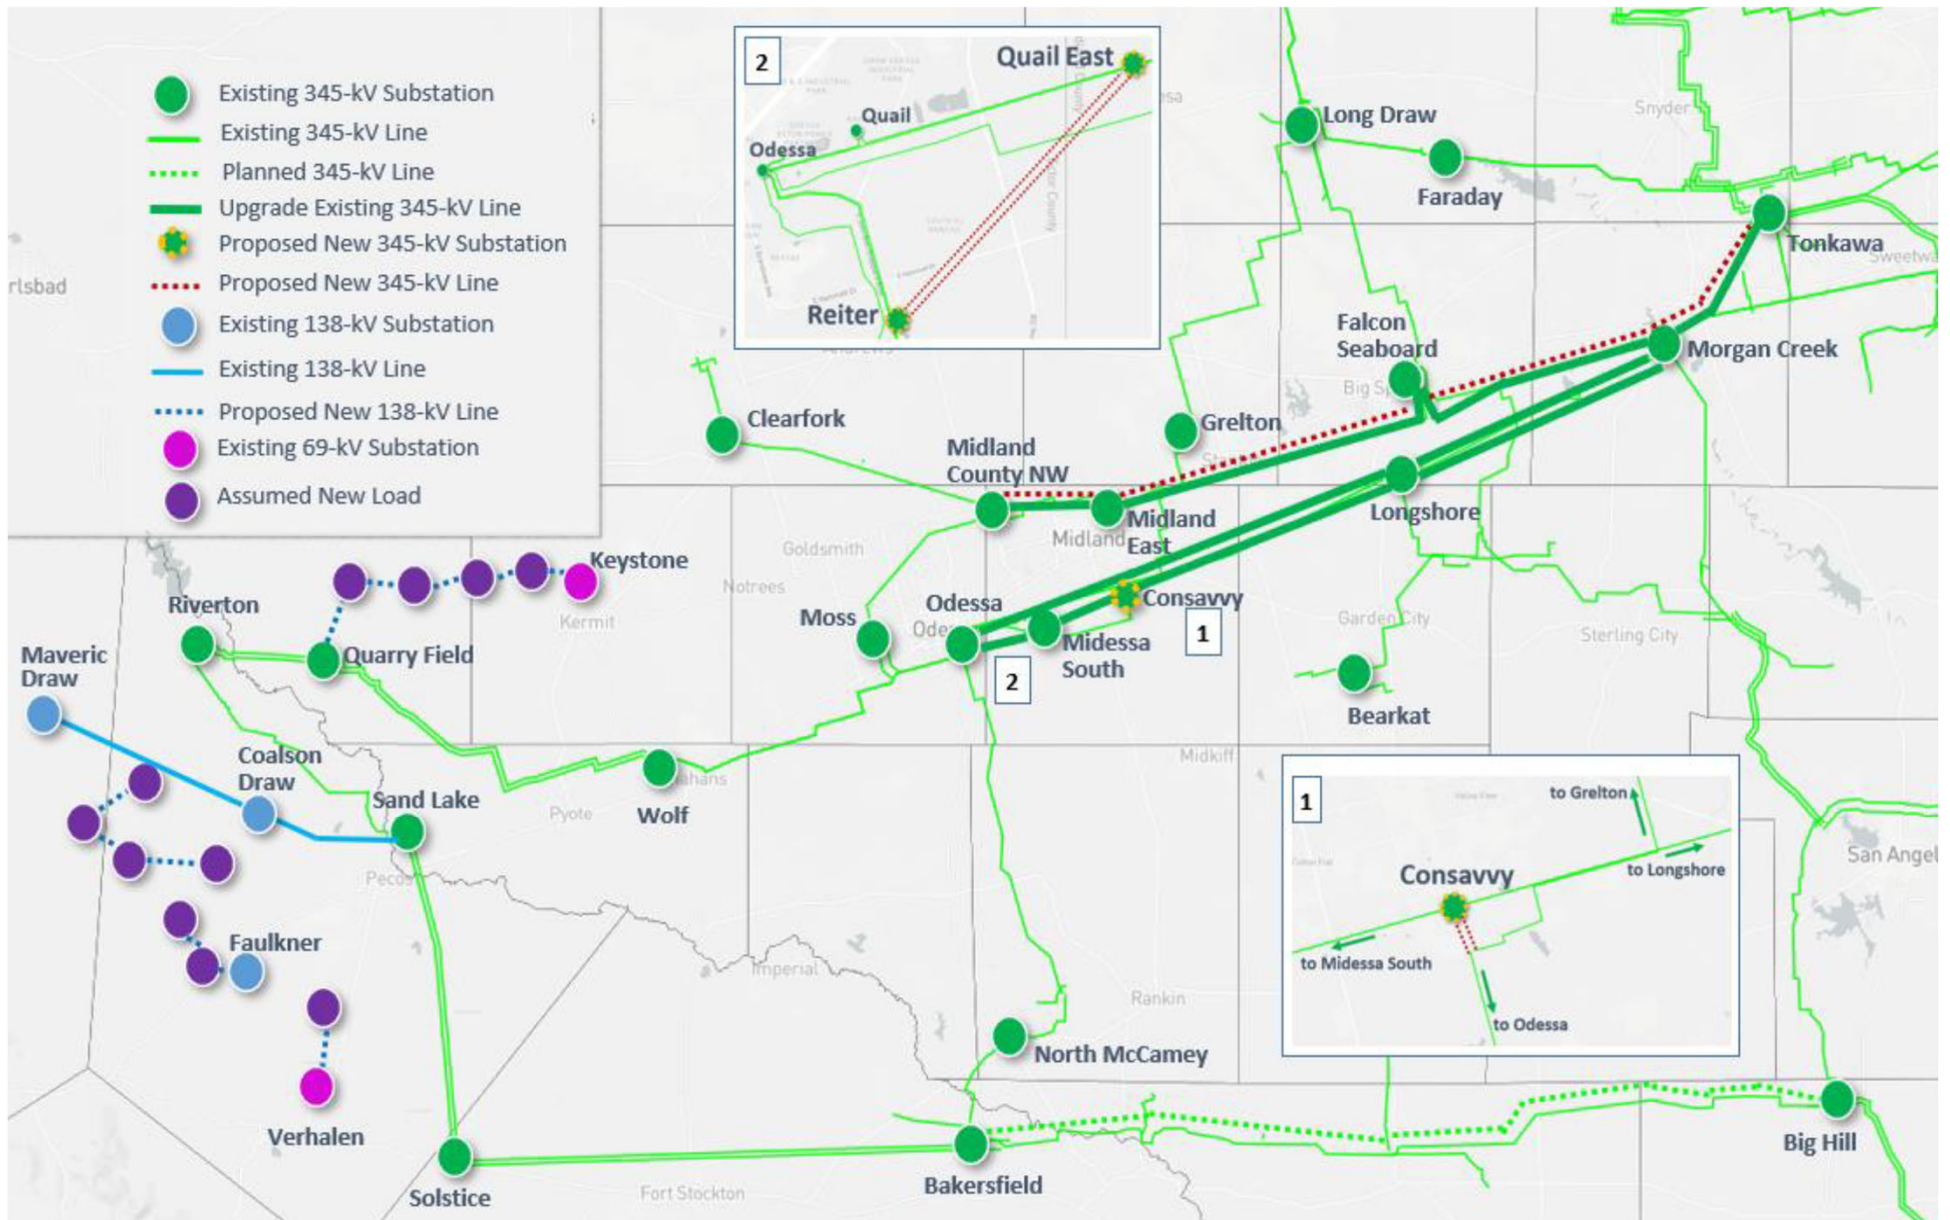 Existing 345-kV Substation
Existing 345-kV Line
Planned 345-kV Line
Upgrade Existing 345-kV Line
Proposed New 345-kV Substation
Proposed New 345-kV Line
Existing 138-kV Substation
Existing 138-kV Line
Proposed New 138-kV Line
Existing 69-kV Substation
Assumed New Load
rlsbad
2
Quail East
Quail
Odessa
Reiter
Long Draw
Snyder
Faraday
Tonkawa
Sweetwa
Falcon
Seaboard
Morgan Creek
Clearfork
Grelton
Midland
County NW
Midland
East
Midland
Longshore
Goldsmith
Notrees
Keystone
Kermit
Riverton
Quarry Field
Maveric
Draw
Moss
Odessa
Midessa
South
Consavvy
1
2
Garden City
Sterling City
Bearkat
Midkiff
Coalson
Draw
Sand Lake
Pyote
Wolf
Pecos
1
to Grelton
Consavvy
to Longshore
to Midessa South
to Odessa
San Angel
Faulkner
Imperial
Rankin
North McCamey
Verhalen
Solstice
Fort Stockton
Bakersfield
Big Hill